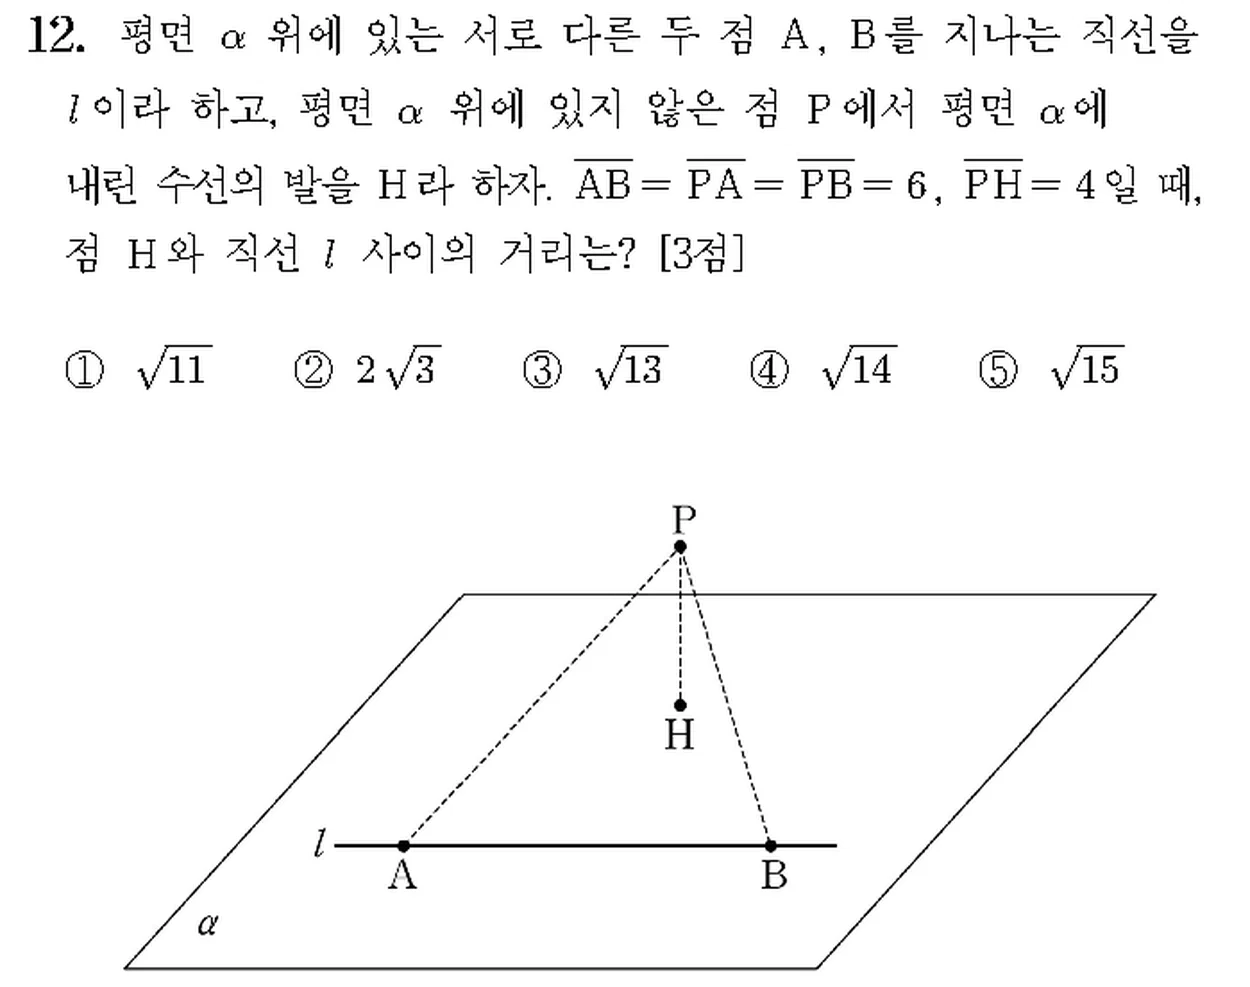 12. 평면 α 위에 있는 서로 다른 두 점 A, B를 지나는 직선을
l이라 하고, 평면 α 위에 있지 않은 점 P에서 평면 α에
내린 수선의 발을 H라 하자. \overline{AB} = \overline{PA} = \overline{PB} = 6, \overline{PH} = 4일 때,
점 H와 직선 l 사이의 거리는? [3점]
① √11 ② 2√3 ③ √13 ④ √14 ⑤ √15
P
H
l
A B
α